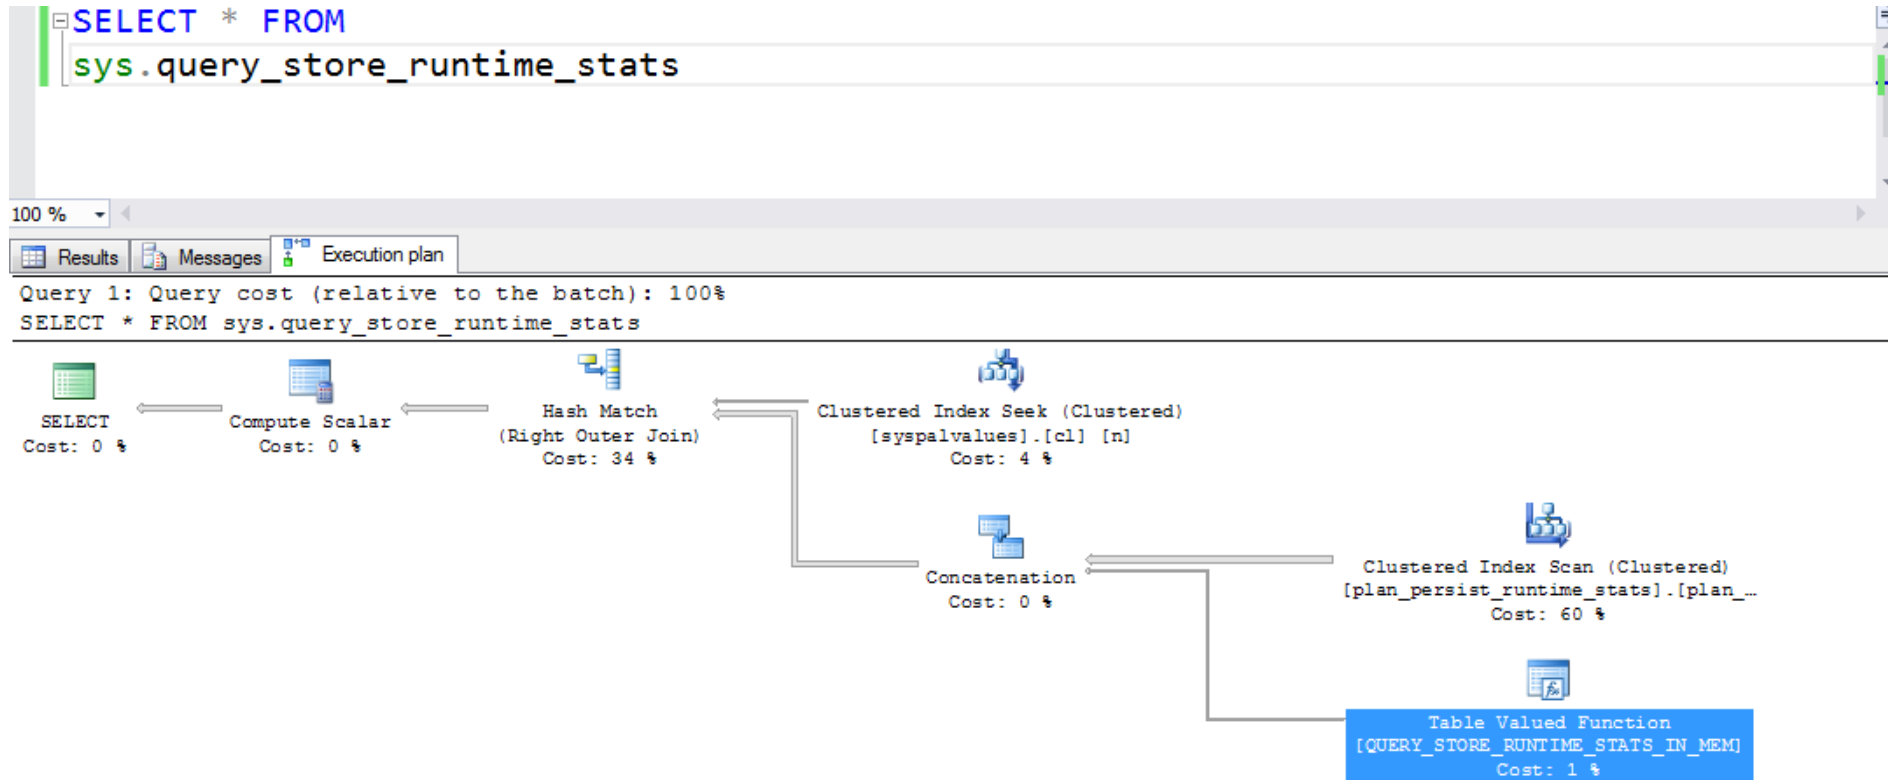 SELECT * FROM
sys.query_store_runtime_stats
100 %
Results Messages Execution plan
Query 1: Query cost (relative to the batch): 100%
SELECT * FROM sys.query_store_runtime_stats
SELECT
Cost: 0 %
Compute Scalar
Cost: 0 %
Hash Match
(Right Outer Join)
Cost: 34 %
Clustered Index Seek (Clustered)
[syspalvalues].[cl] [n]
Cost: 4 %
Concatenation
Cost: 0 %
Clustered Index Scan (Clustered)
[plan_persist_runtime_stats].[plan_…
Cost: 60 %
Table Valued Function
[QUERY_STORE_RUNTIME_STATS_IN_MEM]
Cost: 1 %